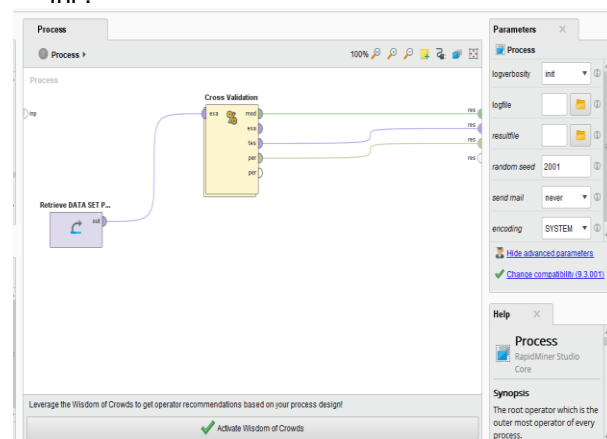 Process
Process
100%
Process
inp
Cross Validation
exa
mod
exa
tes
per
per
res
res
res
res
Retrieve DATA SET P...
out
Leverage the Wisdom of Crowds to get operator recommendations based on your process design!
Activate Wisdom of Crowds
Parameters
Process
logverbosity
init
logfile
resultfile
random seed
2001
send mail
never
encoding
SYSTEM
Hide advanced parameters
Change compatibility (9.3.001)
Help
Process
RapidMiner Studio
Core
Synopsis
The root operator which is the
outer most operator of every
process.